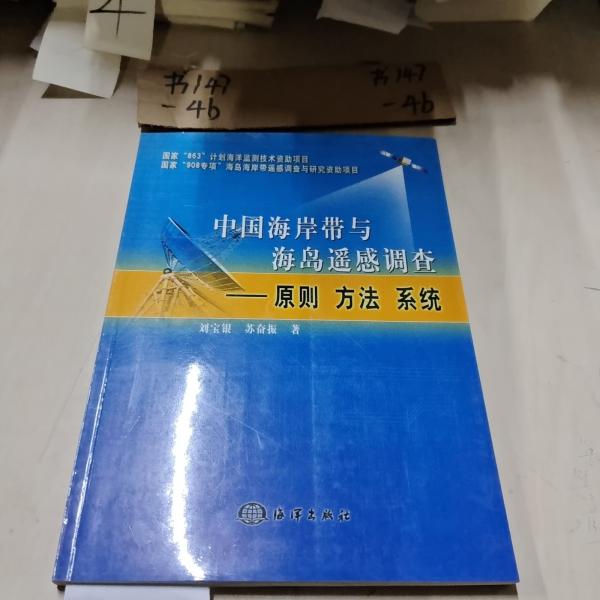 4
书147
-46
书147
-46
国家“863”计划海洋监测技术资助项目
国家“908专项”海岛海岸带遥感调查与研究资助项目
中国海岸带与
海岛遥感调查
——原则 方法 系统
刘宝银 苏奋振 著
海洋出版社